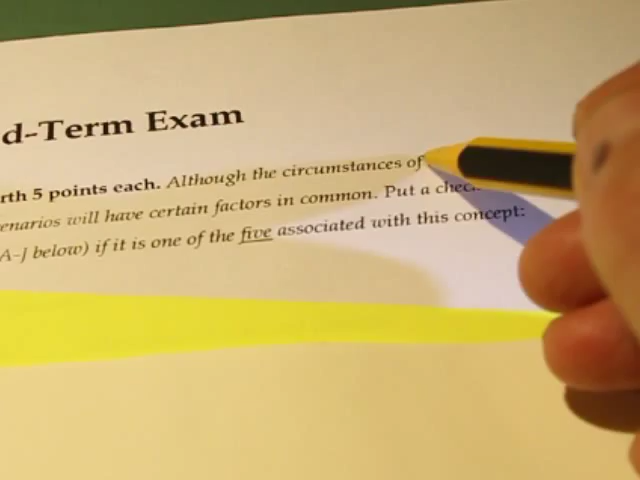 d-Term Exam
rth 5 points each. Although the circumstances of
enarios will have certain factors in common. Put a chec
A-J below) if it is one of the five associated with this concept: